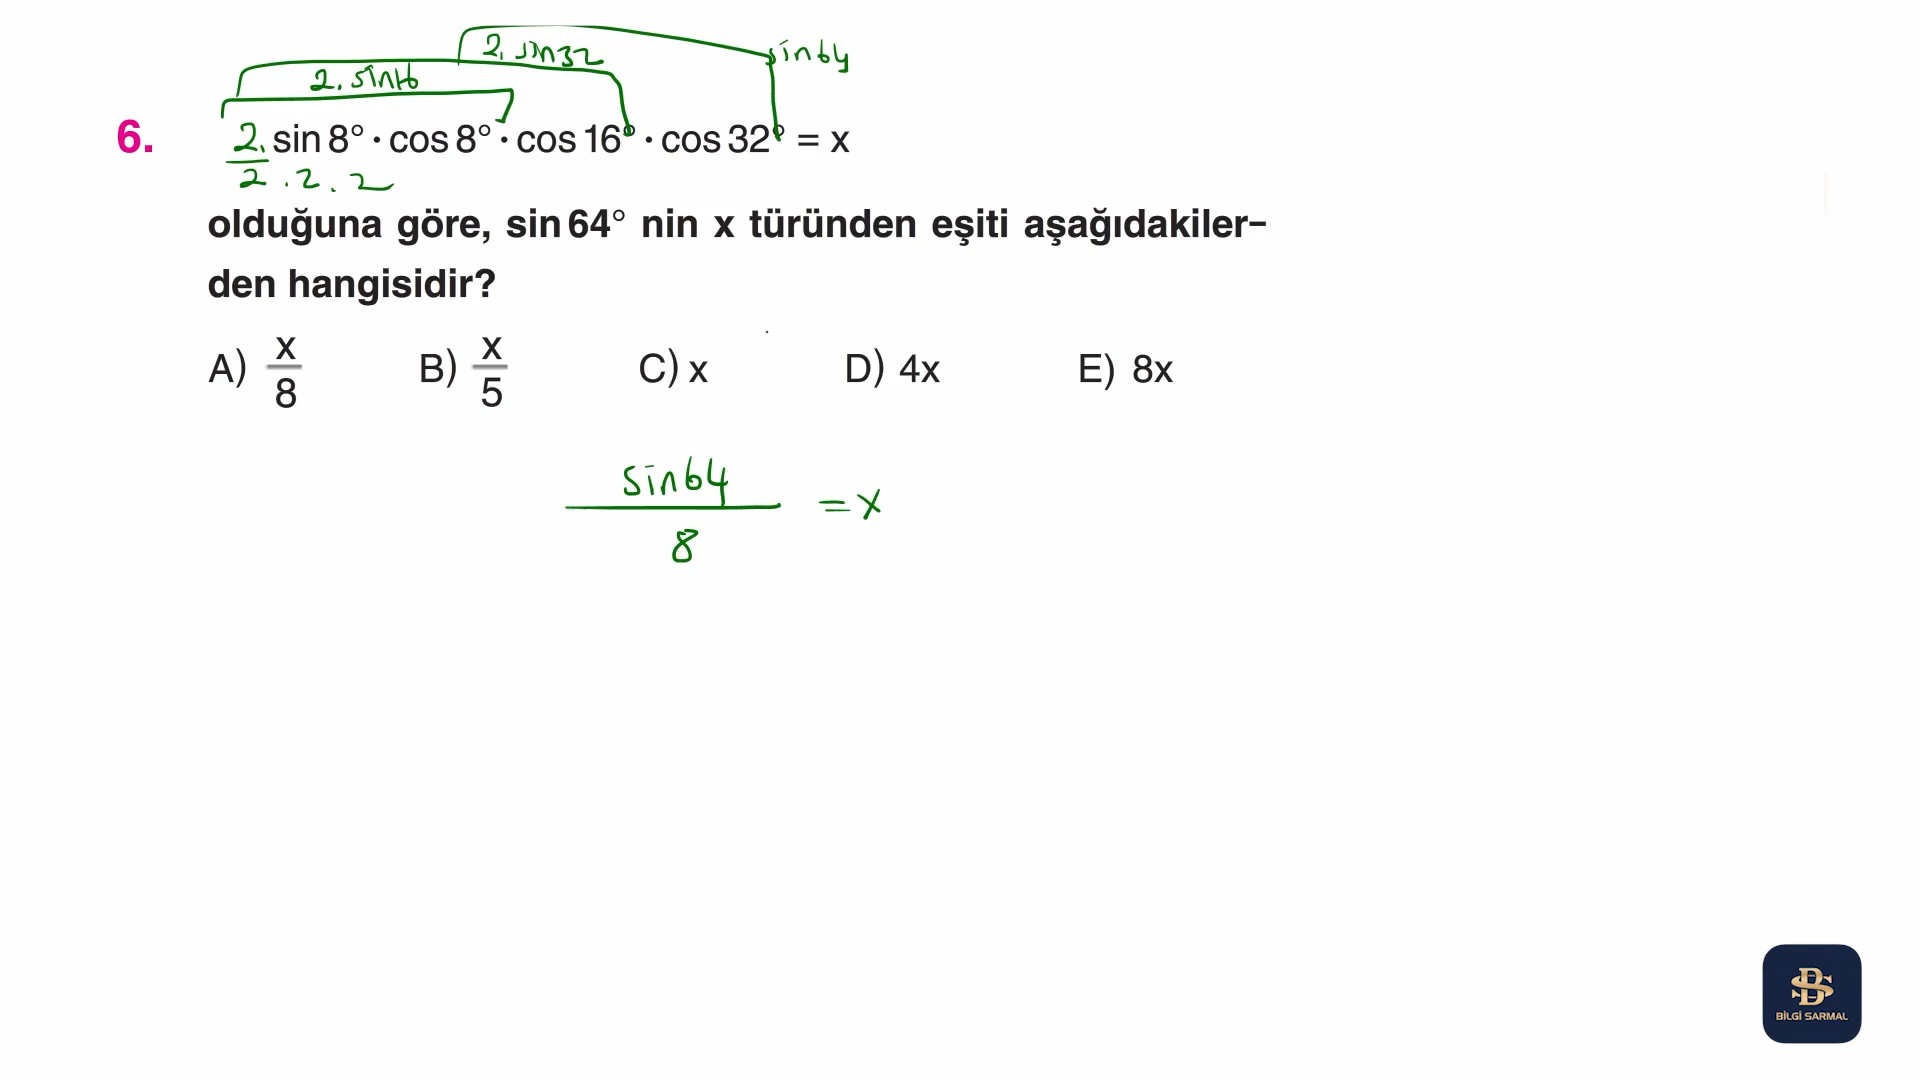 2. sin32 sin64
2. sin16
6. 2. sin 8° · cos 8° · cos 16° · cos 32° = x
2 . 2 . 2
olduğuna göre, sin 64° nin x türünden eşiti aşağıdakiler-
den hangisidir?
A) x/8 B) x/5 C) x D) 4x E) 8x
sin64
= x
8
BİLGİ SARMAL